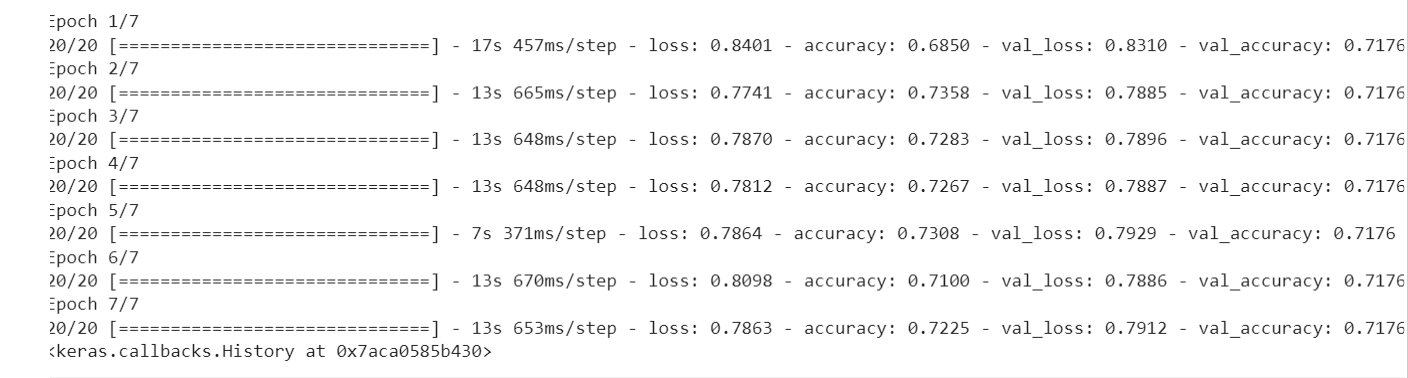 Epoch 1/7
20/20 [==============================] - 17s 457ms/step - loss: 0.8401 - accuracy: 0.6850 - val_loss: 0.8310 - val_accuracy: 0.7176
Epoch 2/7
20/20 [==============================] - 13s 665ms/step - loss: 0.7741 - accuracy: 0.7358 - val_loss: 0.7885 - val_accuracy: 0.7176
Epoch 3/7
20/20 [==============================] - 13s 648ms/step - loss: 0.7870 - accuracy: 0.7283 - val_loss: 0.7896 - val_accuracy: 0.7176
Epoch 4/7
20/20 [==============================] - 13s 648ms/step - loss: 0.7812 - accuracy: 0.7267 - val_loss: 0.7887 - val_accuracy: 0.7176
Epoch 5/7
20/20 [==============================] - 7s 371ms/step - loss: 0.7864 - accuracy: 0.7308 - val_loss: 0.7929 - val_accuracy: 0.7176
Epoch 6/7
20/20 [==============================] - 13s 670ms/step - loss: 0.8098 - accuracy: 0.7100 - val_loss: 0.7886 - val_accuracy: 0.7176
Epoch 7/7
20/20 [==============================] - 13s 653ms/step - loss: 0.7863 - accuracy: 0.7225 - val_loss: 0.7912 - val_accuracy: 0.7176
<keras.callbacks.History at 0x7aca0585b430>